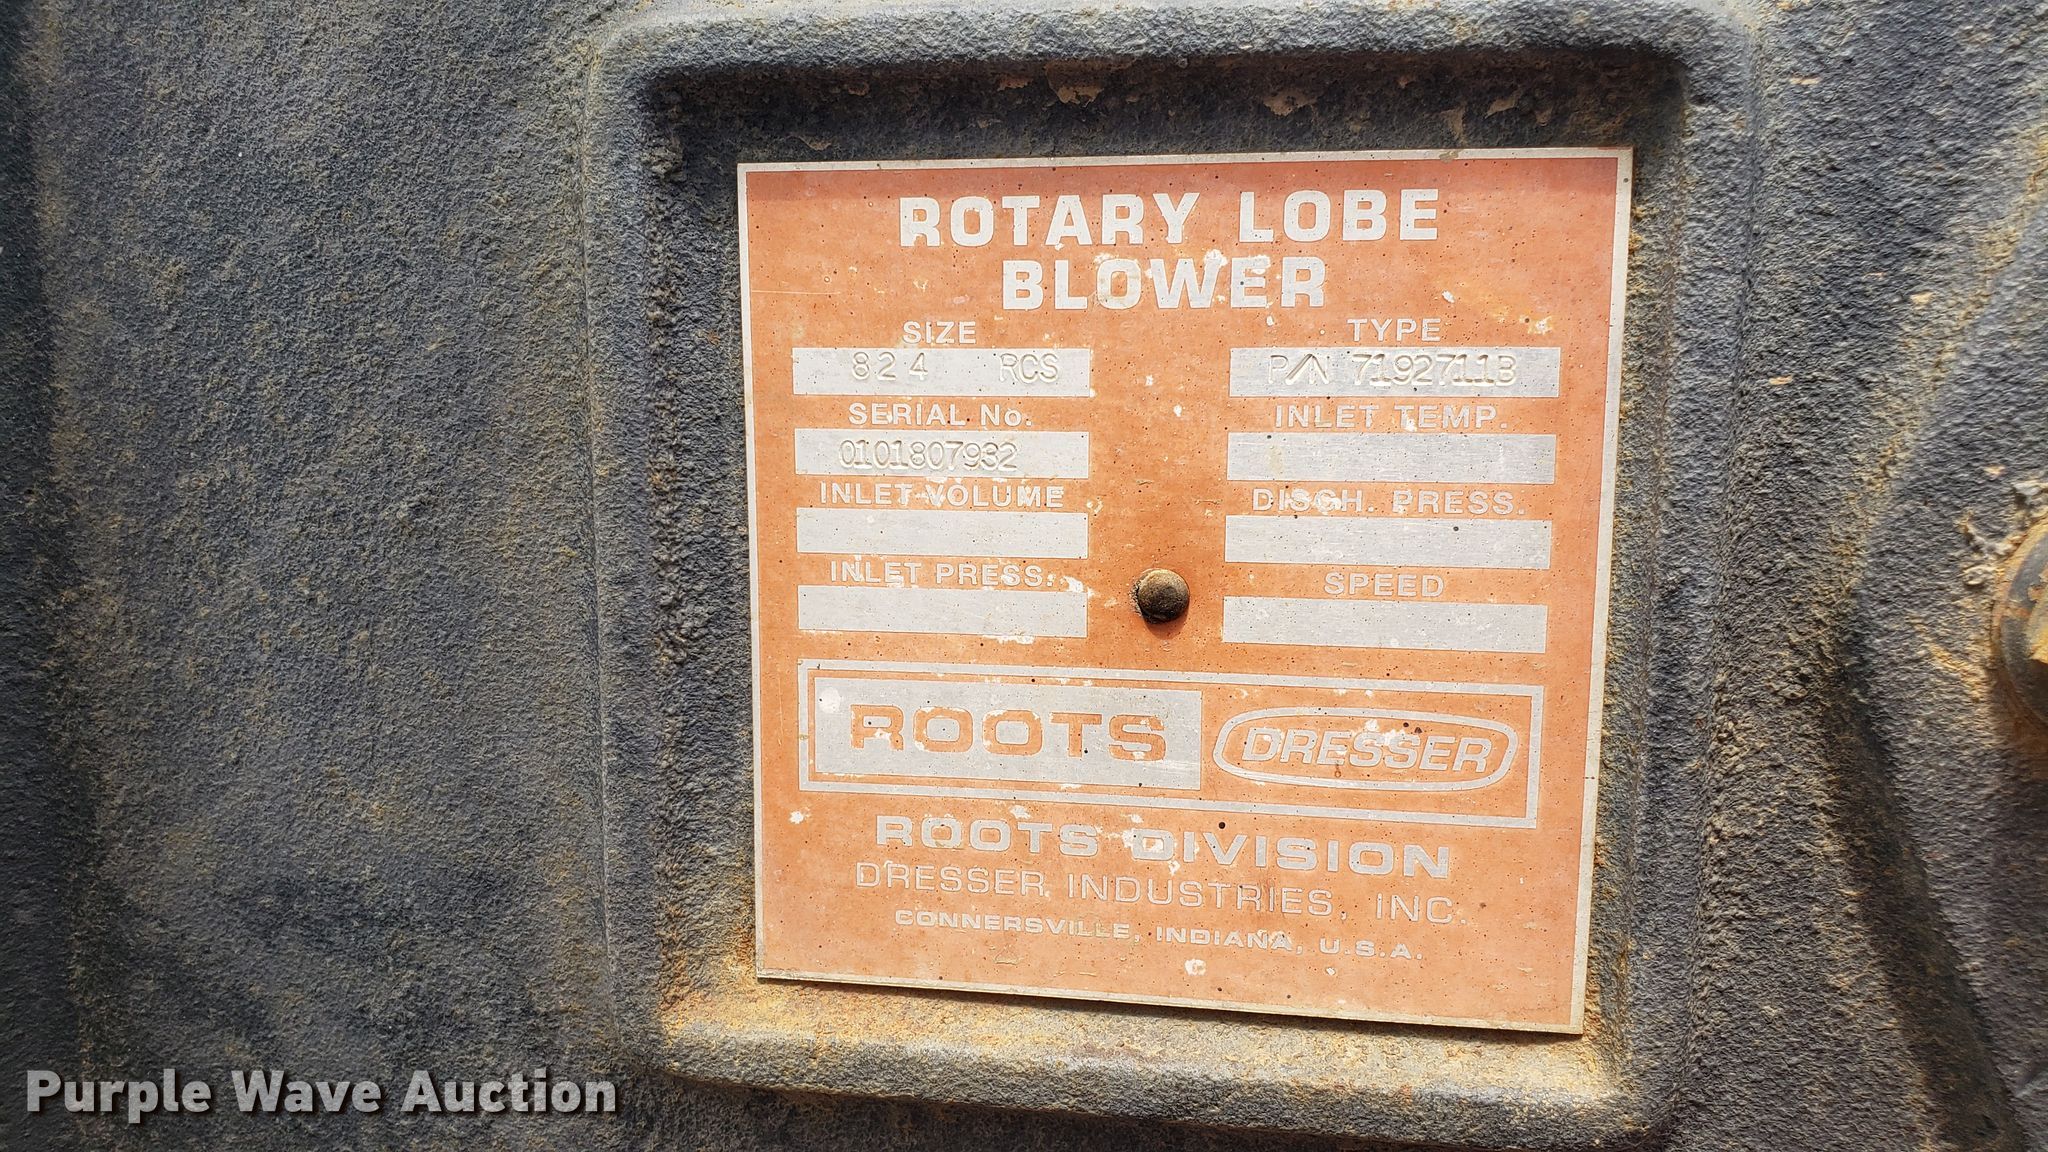 ROTARY LOBE
BLOWER
SIZE
824 RCS
TYPE
P/N 7192711B
SERIAL No.
0101807932
INLET TEMP.
INLET VOLUME
DISCH. PRESS.
INLET PRESS.
SPEED
ROOTS
DRESSER
ROOTS DIVISION
DRESSER INDUSTRIES, INC.
CONNERSVILLE, INDIANA, U.S.A.
Purple Wave Auction